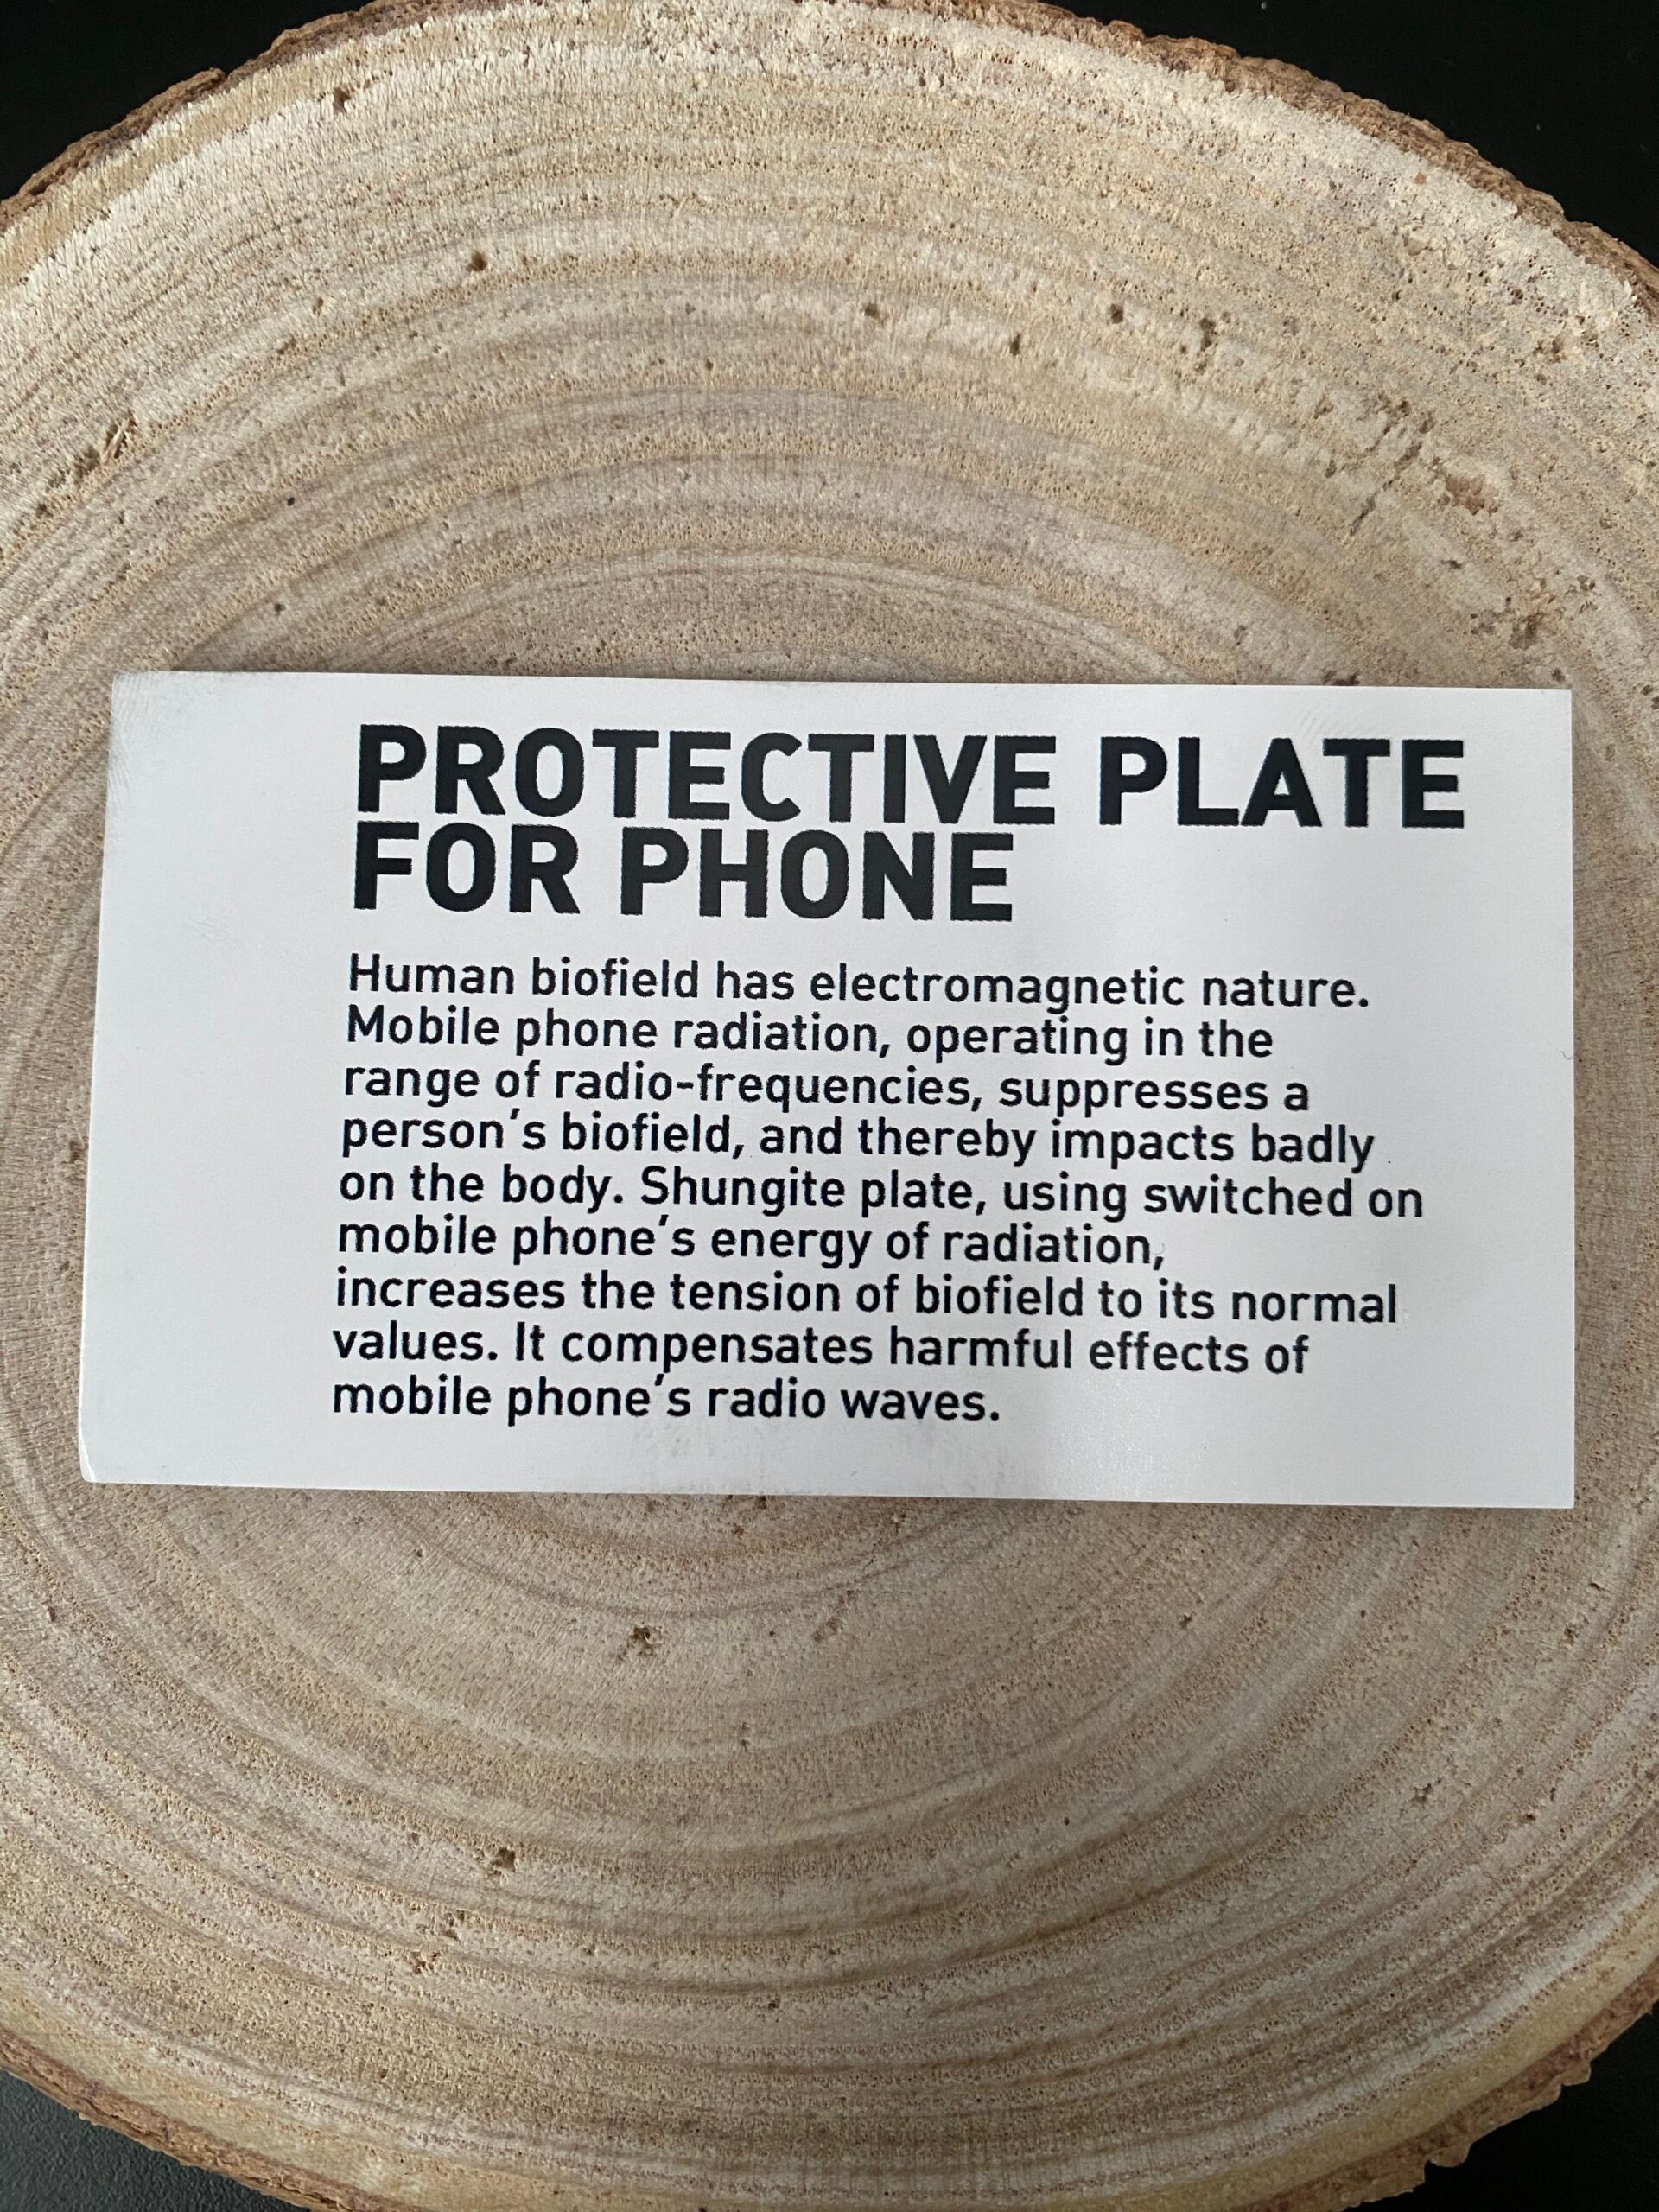 PROTECTIVE PLATE
FOR PHONE
Human biofield has electromagnetic nature.
Mobile phone radiation, operating in the
range of radio-frequencies, suppresses a
person's biofield, and thereby impacts badly
on the body. Shungite plate, using switched on
mobile phone's energy of radiation,
increases the tension of biofield to its normal
values. It compensates harmful effects of
mobile phone's radio waves.